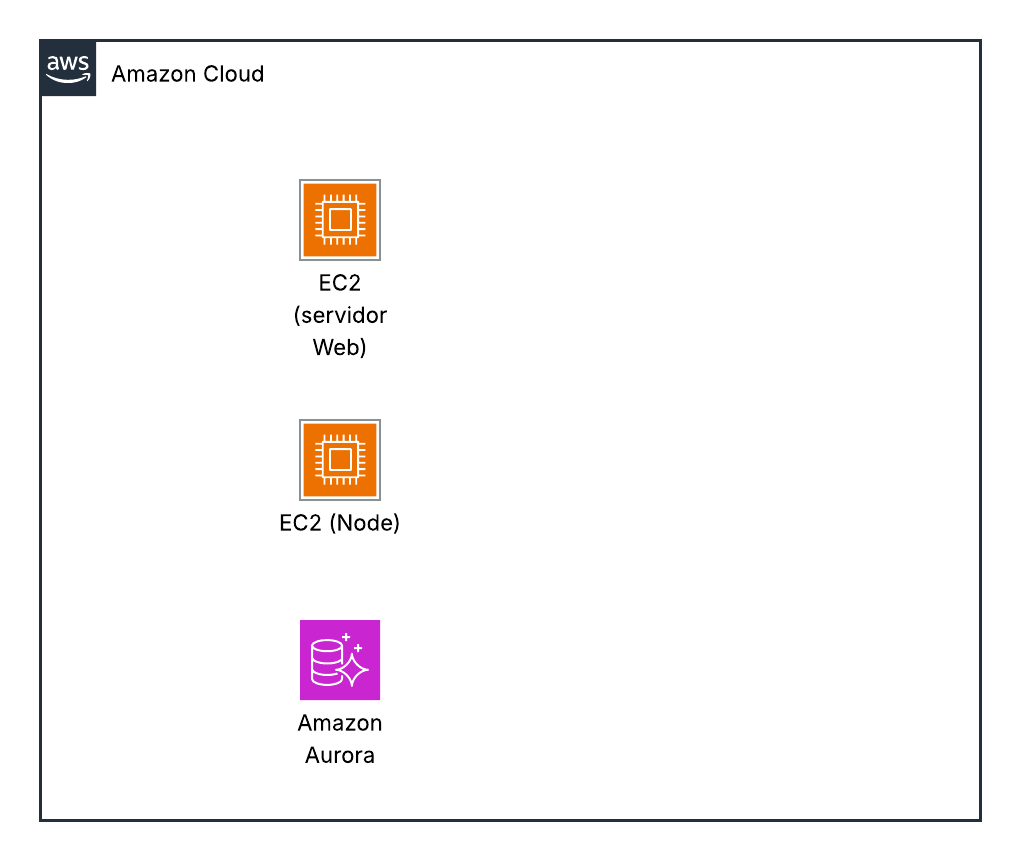 aws
Amazon Cloud
EC2
(servidor
Web)
EC2 (Node)
Amazon
Aurora